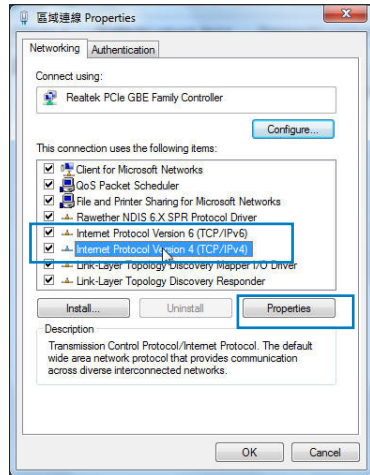 區域連線 Properties
Networking Authentication
Connect using:
Realtek PCIe GBE Family Controller
Configure...
This connection uses the following items:
Client for Microsoft Networks
QoS Packet Scheduler
File and Printer Sharing for Microsoft Networks
Rawether NDIS 6.X SPR Protocol Driver
Internet Protocol Version 6 (TCP/IPv6)
Internet Protocol Version 4 (TCP/IPv4)
Link-Layer Topology Discovery Mapper I/O Driver
Link-Layer Topology Discovery Responder
Install... Uninstall Properties
Description
Transmission Control Protocol/Internet Protocol. The default
wide area network protocol that provides communication
across diverse interconnected networks.
OK Cancel